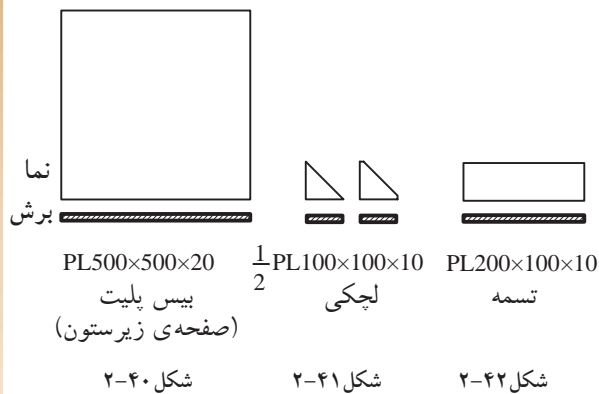 نما
برش
PL500×500×20
بیس پلیت
(صفحه‌ی زیرستون)
شکل ۴۰-۲
1/2 PL100×100×10
لچکی
شکل ۴۱-۲
PL200×100×10
تسمه
شکل ۴۲-۲